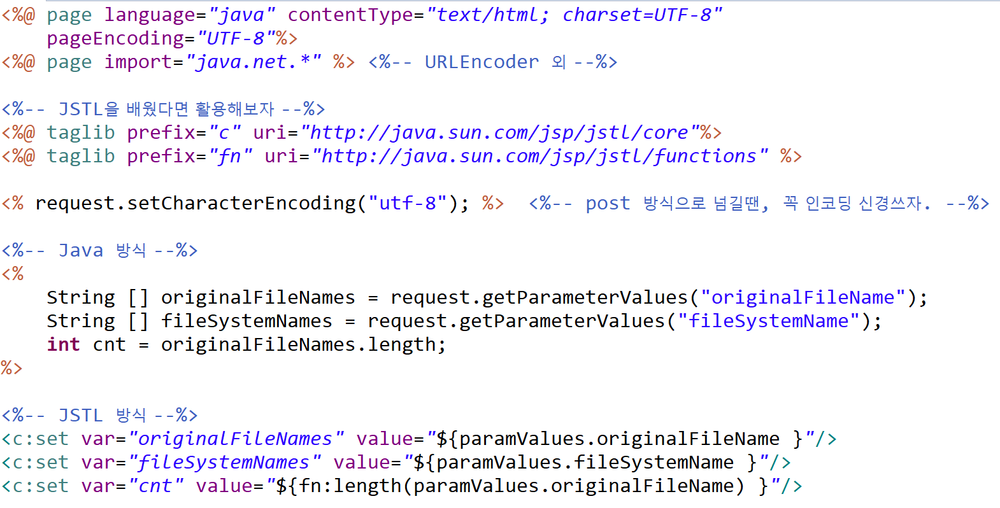 <%@ page language="java" contentType="text/html; charset=UTF-8"
    pageEncoding="UTF-8"%>
<%@ page import="java.net.*" %> <%-- URLEncoder 외 --%>
<%-- JSTL을 배웠다면 활용해보자 --%>
<%@ taglib prefix="c" uri="http://java.sun.com/jsp/jstl/core"%>
<%@ taglib prefix="fn" uri="http://java.sun.com/jsp/jstl/functions" %>
<% request.setCharacterEncoding("utf-8"); %>  <%-- post 방식으로 넘길땐, 꼭 인코딩 신경쓰자. --%>
<%-- Java 방식 --%>
<%
    String [] originalFileNames = request.getParameterValues("originalFileName");
    String [] fileSystemNames = request.getParameterValues("fileSystemName");
    int cnt = originalFileNames.length;
%>
<%-- JSTL 방식 --%>
<c:set var="originalFileNames" value="${paramValues.originalFileName }"/>
<c:set var="fileSystemNames" value="${paramValues.fileSystemName }"/>
<c:set var="cnt" value="${fn:length(paramValues.originalFileName) }"/>